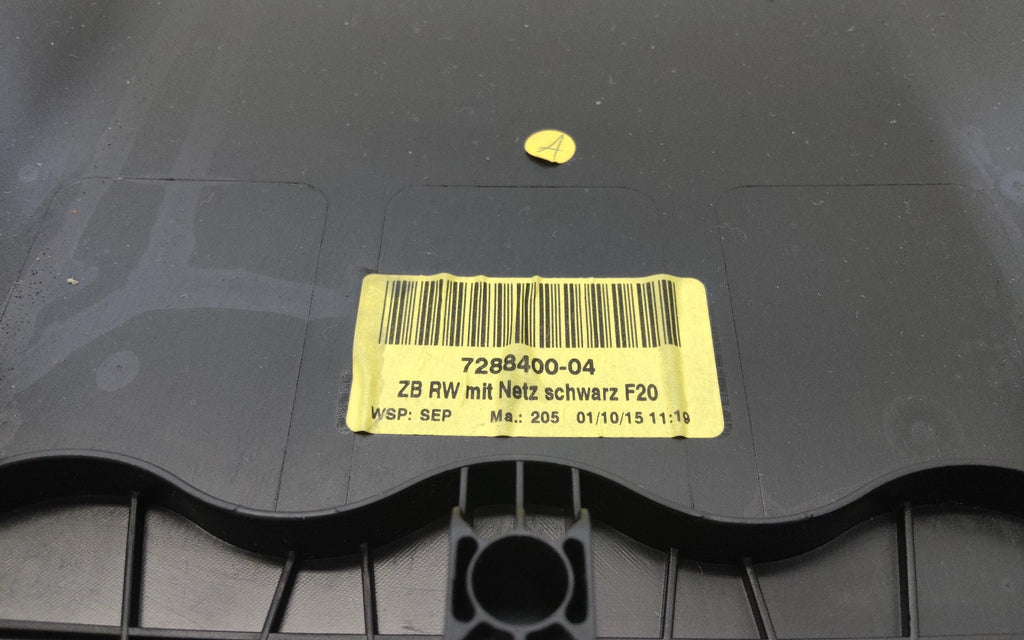 A
7288400-04
ZB RW mit Netz schwarz F20
WSP: SEP Ma.: 205 01/10/15 11:19